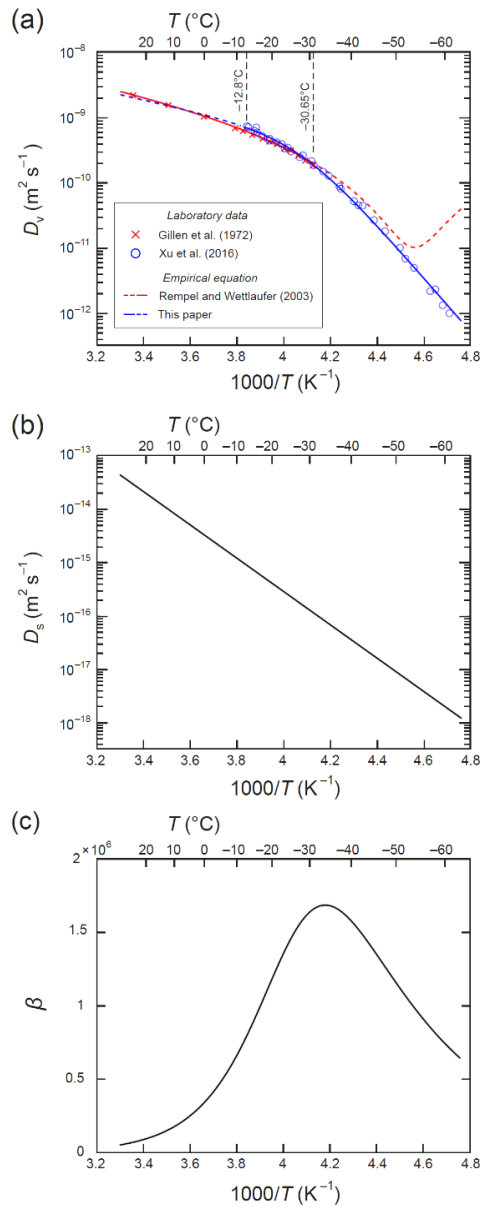 (a)
T (°C)
20 10 0 −10 −20 −30 −40 −50 −60
10⁻⁸
10⁻⁹
10⁻¹⁰
10⁻¹¹
10⁻¹²
Dᵥ (m² s⁻¹)
−12.8°C
−30.65°C
Laboratory data
Gillen et al. (1972)
Xu et al. (2016)
Empirical equation
Rempel and Wettlaufer (2003)
This paper
3.2 3.4 3.6 3.8 4 4.2 4.4 4.6 4.8
1000/T (K⁻¹)
(b)
T (°C)
20 10 0 −10 −20 −30 −40 −50 −60
10⁻¹³
10⁻¹⁴
10⁻¹⁵
10⁻¹⁶
10⁻¹⁷
10⁻¹⁸
Dₛ (m² s⁻¹)
3.2 3.4 3.6 3.8 4 4.2 4.4 4.6 4.8
1000/T (K⁻¹)
(c)
T (°C)
20 10 0 −10 −20 −30 −40 −50 −60
2 × 10⁶
1.5
1
0.5
0
β
3.2 3.4 3.6 3.8 4 4.2 4.4 4.6 4.8
1000/T (K⁻¹)